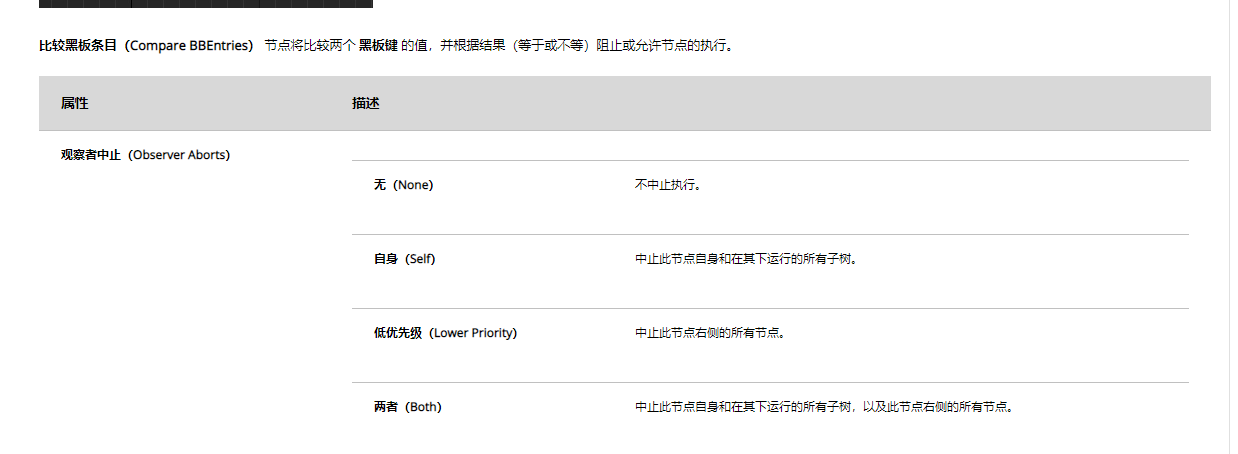 比较黑板条目（Compare BBEntries） 节点将比较两个 黑板键 的值，并根据结果（等于或不等）阻止或允许节点的执行。
属性 描述
观察者中止（Observer Aborts）
无（None） 不中止执行。
自身（Self） 中止此节点自身和在其下运行的所有子树。
低优先级（Lower Priority） 中止此节点右侧的所有节点。
两者（Both） 中止此节点自身和在其下运行的所有子树，以及此节点右侧的所有节点。